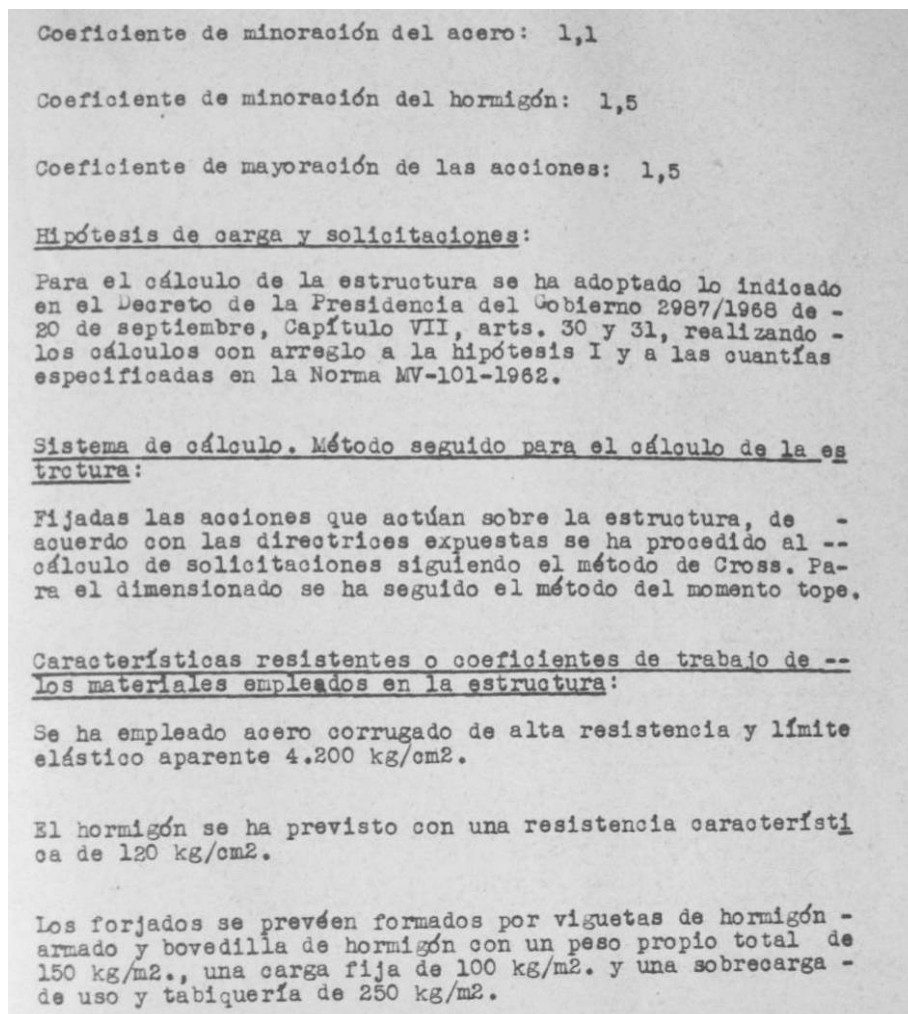 Coeficiente de minoración del acero: 1,1
Coeficiente de minoración del hormigón: 1,5
Coeficiente de mayoración de las acciones: 1,5
Hipótesis de carga y solicitaciones:
Para el cálculo de la estructura se ha adoptado lo indicado
en el Decreto de la Presidencia del Gobierno 2987/1968 de -
20 de septiembre, Capítulo VII, arts. 30 y 31, realizando -
los cálculos con arreglo a la hipótesis I y a las cuantías
especificadas en la Norma MV-101-1962.
Sistema de cálculo. Método seguido para el cálculo de la es
trctura:
Fijadas las acciones que actúan sobre la estructura, de -
acuerdo con las directrices expuestas se ha procedido al --
cálculo de solicitaciones siguiendo el método de Cross. Pa-
ra el dimensionado se ha seguido el método del momento tope.
Características resistentes o coeficientes de trabajo de --
los materiales empleados en la estructura:
Se ha empleado acero corrugado de alta resistencia y límite
elástico aparente 4.200 kg/cm2.
El hormigón se ha previsto con una resistencia característi
ca de 120 kg/cm2.
Los forjados se prevéen formados por viguetas de hormigón -
armado y bovedilla de hormigón con un peso propio total de
150 kg/m2., una carga fija de 100 kg/m2. y una sobrecarga -
de uso y tabiquería de 250 kg/m2.